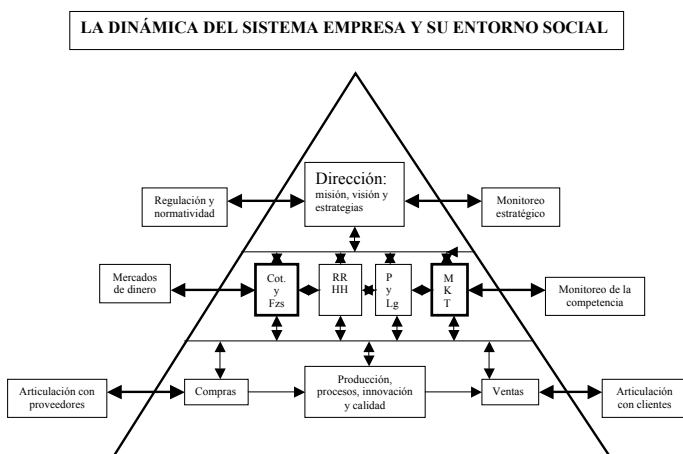 LA DINÁMICA DEL SISTEMA EMPRESA Y SU ENTORNO SOCIAL
Dirección:
misión, visión y
estrategias
Regulación y
normatividad
Monitoreo
estratégico
Mercados
de dinero
Cot.
y
Fzs
RR
HH
P
y
Lg
M
K
T
Monitoreo de la
competencia
Articulación con
proveedores
Compras
Producción,
procesos, innovación
y calidad
Ventas
Articulación
con clientes